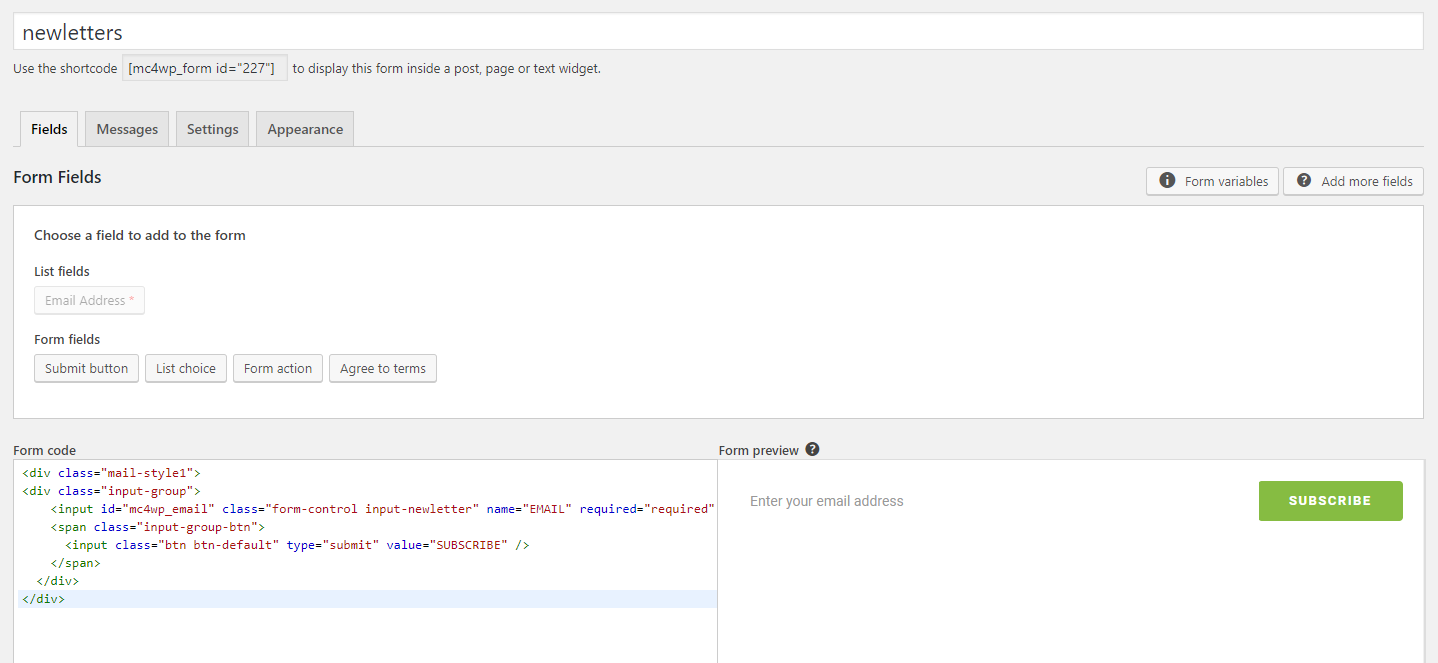 newletters
Use the shortcode [mc4wp_form id="227"] to display this form inside a post, page or text widget.
Fields Messages Settings Appearance
Form Fields
Form variables Add more fields
Choose a field to add to the form
List fields
Email Address *
Form fields
Submit button List choice Form action Agree to terms
Form code
<div class="mail-style1">
<div class="input-group">
<input id="mc4wp_email" class="form-control input-newletter" name="EMAIL" required="required"
<span class="input-group-btn">
<input class="btn btn-default" type="submit" value="SUBSCRIBE" />
</span>
</div>
</div>
Form preview
Enter your email address SUBSCRIBE